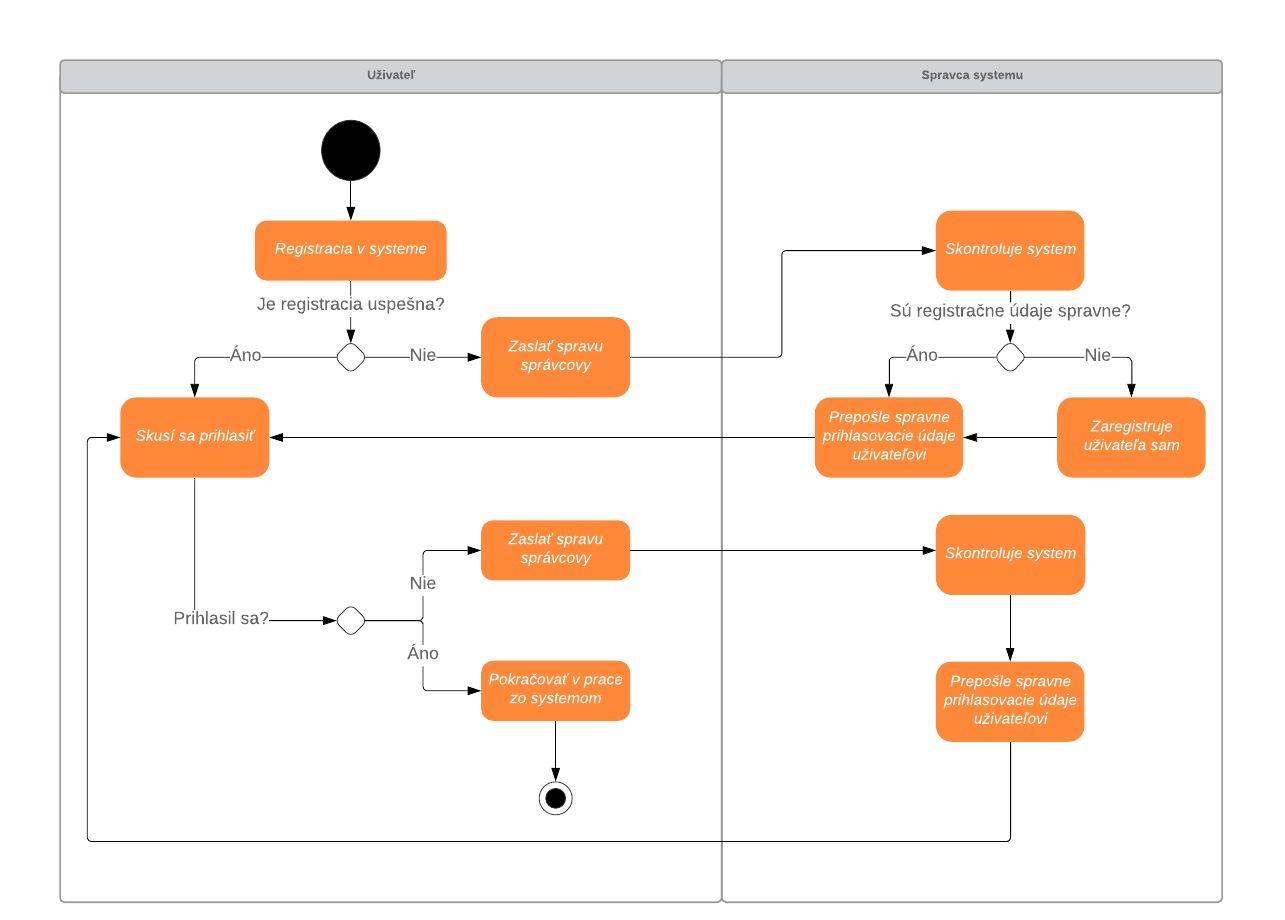 Uživateľ
Spravca systemu
Registracia v systeme
Skontroluje system
Je registracia uspešna?
Sú registračne údaje spravne?
Áno
Nie
Zaslať spravu
správcovy
Áno
Nie
Skusí sa prihlasiť
Prepošle spravne
prihlasovacie údaje
uživateľovi
Zaregistruje
uživateľa sam
Zaslať spravu
správcovy
Skontroluje system
Nie
Prihlasil sa?
Áno
Pokračovať v prace
zo systemom
Prepošle spravne
prihlasovacie údaje
uživateľovi